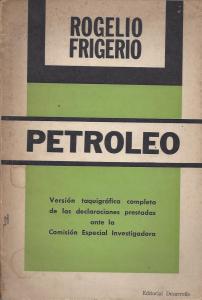 ROGELIO
FRIGERIO
PETROLEO
Versión taquigráfica completa
de las declaraciones prestadas
ante la
Comisión Especial Investigadora
Editorial Desarrollo